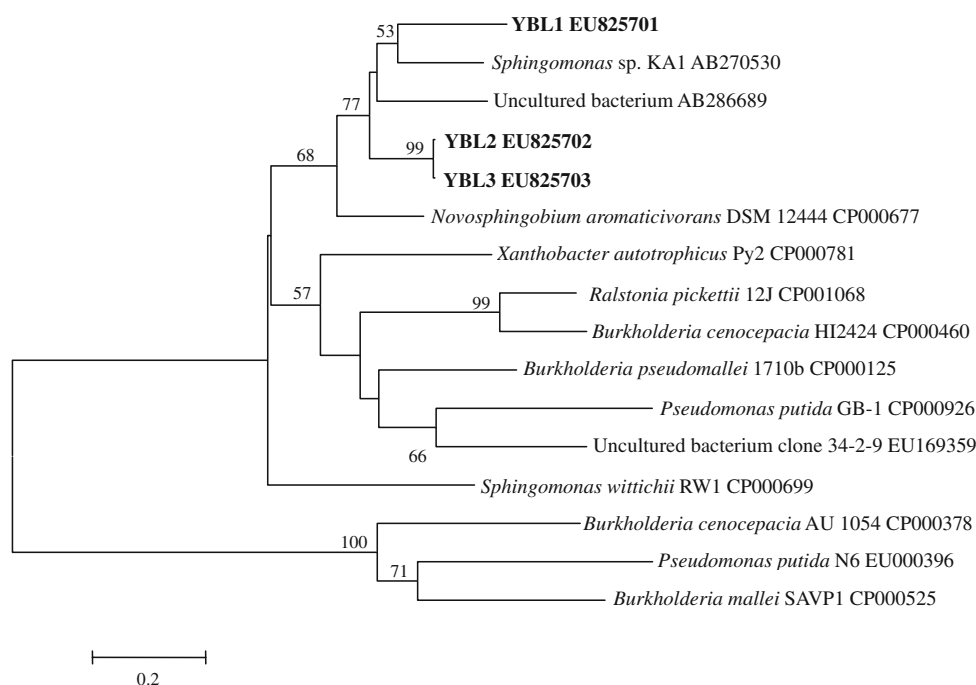 53
YBL1 EU825701
Sphingomonas sp. KA1 AB270530
Uncultured bacterium AB286689
77
99
YBL2 EU825702
YBL3 EU825703
68
Novosphingobium aromaticivorans DSM 12444 CP000677
Xanthobacter autotrophicus Py2 CP000781
57
99
Ralstonia pickettii 12J CP001068
Burkholderia cenocepacia HI2424 CP000460
Burkholderia pseudomallei 1710b CP000125
Pseudomonas putida GB-1 CP000926
Uncultured bacterium clone 34-2-9 EU169359
66
Sphingomonas wittichii RW1 CP000699
Burkholderia cenocepacia AU 1054 CP000378
100
Pseudomonas putida N6 EU000396
71
Burkholderia mallei SAVP1 CP000525
0.2